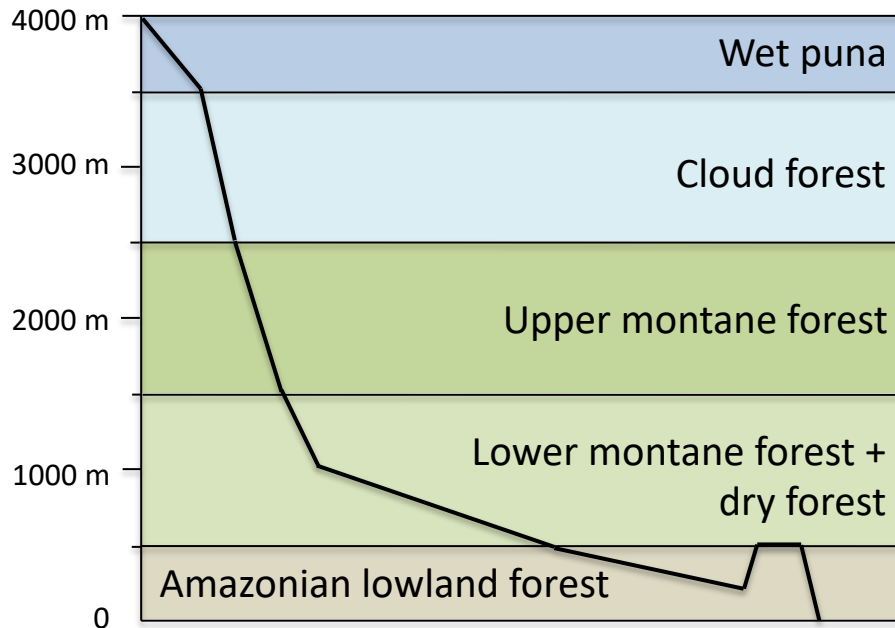 4000 m
Wet puna
3000 m
Cloud forest
2000 m
Upper montane forest
1000 m
Lower montane forest +
dry forest
Amazonian lowland forest
0